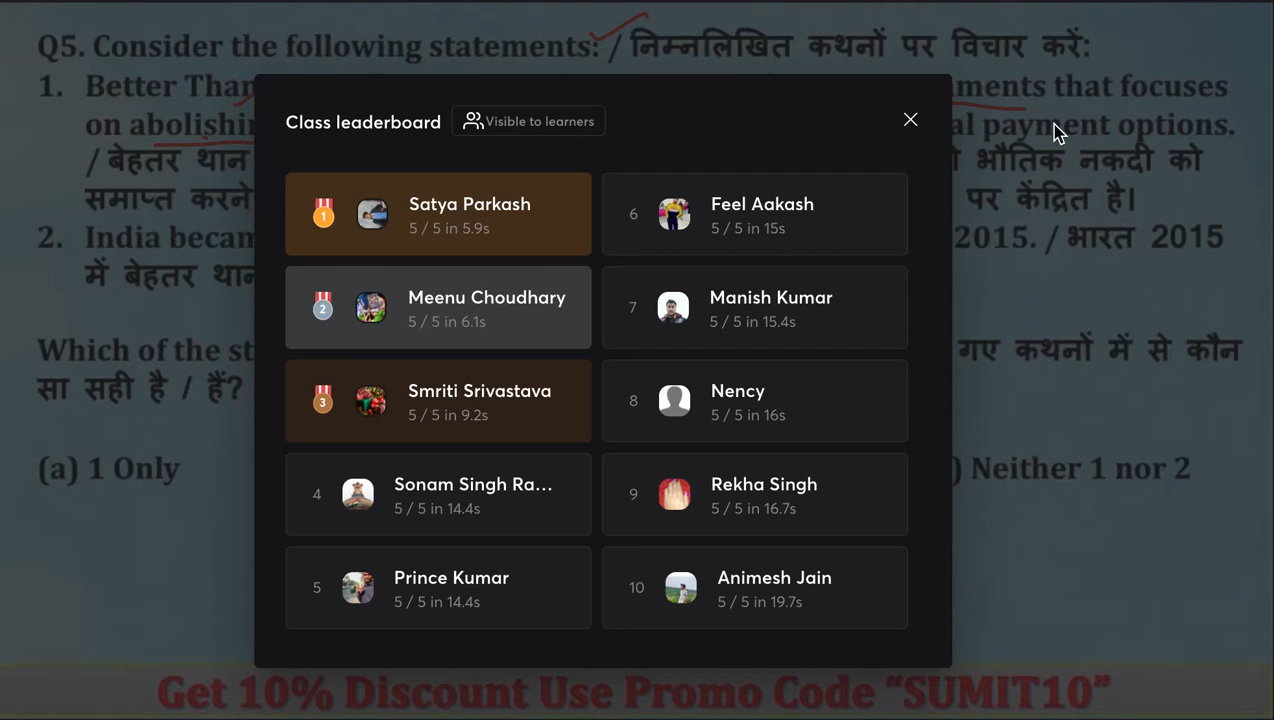 Q5. Consider the following statements: / निम्नलिखित कथनों पर विचार करें:
1. Better Than that focuses
on payment options.
/ बेहतर थान भौतिक नकदी को
समाप्त करने पर केंद्रित है।
2. India 2015. / भारत 2015
में बेहतर थान
Which of the गए कथनों में से कौन
सा सही है / हैं?
(a) 1 Only Neither 1 nor 2
Class leaderboard
Visible to learners
1 Satya Parkash
5 / 5 in 5.9s
2 Meenu Choudhary
5 / 5 in 6.1s
3 Smriti Srivastava
5 / 5 in 9.2s
4 Sonam Singh Ra...
5 / 5 in 14.4s
5 Prince Kumar
5 / 5 in 14.4s
6 Feel Aakash
5 / 5 in 15s
7 Manish Kumar
5 / 5 in 15.4s
8 Nency
5 / 5 in 16s
9 Rekha Singh
5 / 5 in 16.7s
10 Animesh Jain
5 / 5 in 19.7s
Get 10% Discount Use Promo Code “SUMIT10”